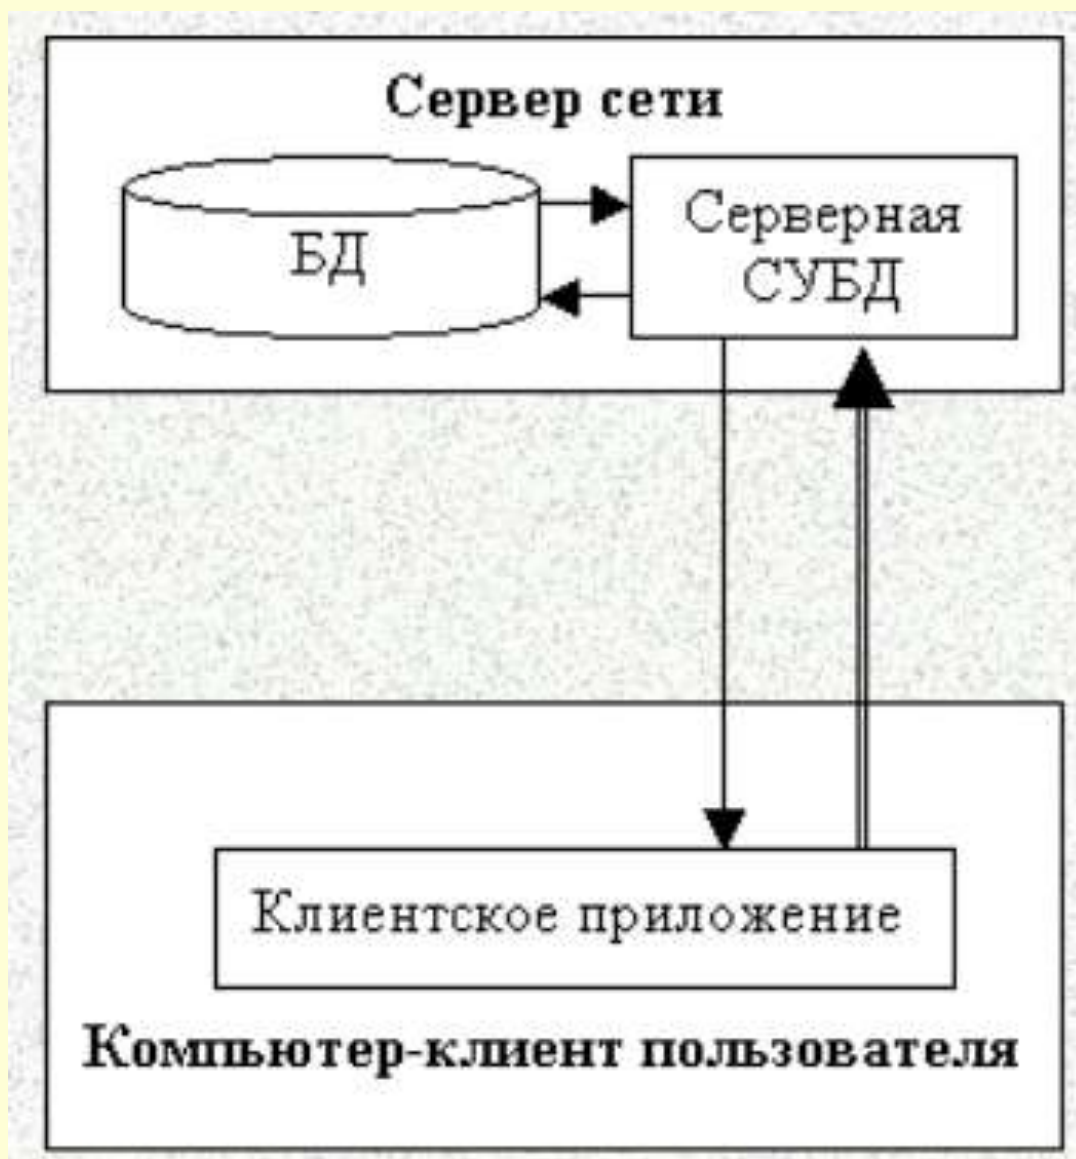 Сервер сети
БД
Серверная
СУБД
Клиентское приложение
Компьютер-клиент пользователя